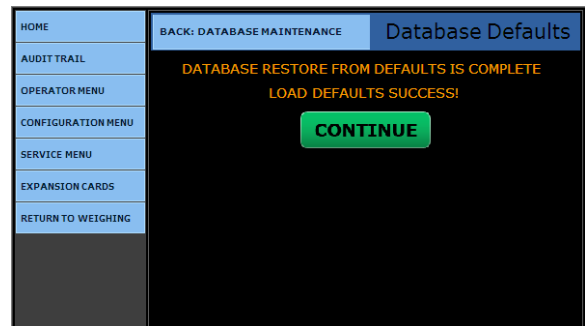 HOME
AUDIT TRAIL
OPERATOR MENU
CONFIGURATION MENU
SERVICE MENU
EXPANSION CARDS
RETURN TO WEIGHING
BACK: DATABASE MAINTENANCE
Database Defaults
DATABASE RESTORE FROM DEFAULTS IS COMPLETE
LOAD DEFAULTS SUCCESS!
CONTINUE